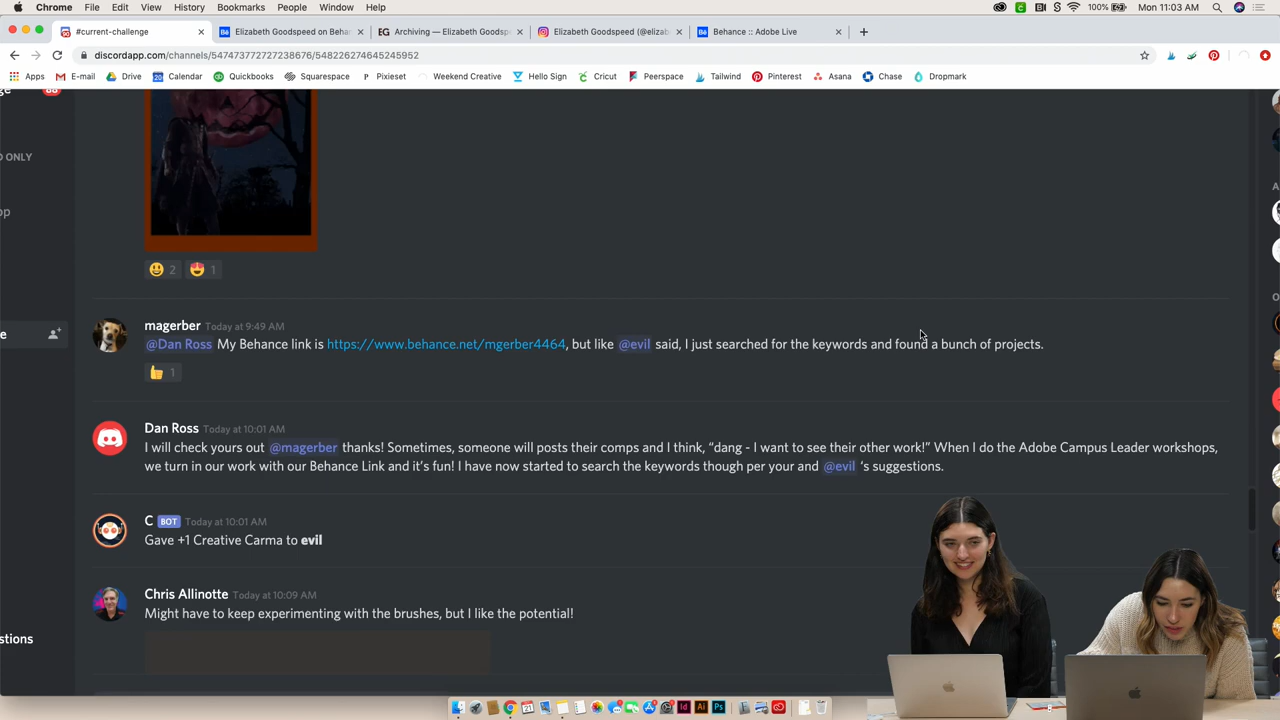 Chrome File Edit View History Bookmarks People Window Help 100% Mon 11:03 AM
#current-challenge Elizabeth Goodspeed on Beha Archiving — Elizabeth Goodsp Elizabeth Goodspeed (@elizab Behance :: Adobe Live
discordapp.com/channels/547473772727238676/548226274645245952
Apps E-mail Drive Calendar Quickbooks Squarespace Pixieset Weekend Creative Hello Sign Cricut Peerspace Tailwind Pinterest Asana Chase Dropmark
88
ONLY
2 1
magerber Today at 9:49 AM
@Dan Ross My Behance link is https://www.behance.net/mgerber4464, but like @evil said, I just searched for the keywords and found a bunch of projects.
1
Dan Ross Today at 10:01 AM
I will check yours out @magerber thanks! Sometimes, someone will posts their comps and I think, “dang - I want to see their other work!” When I do the Adobe Campus Leader workshops,
we turn in our work with our Behance Link and it’s fun! I have now started to search the keywords though per your and @evil 's suggestions.
C BOT Today at 10:01 AM
Gave +1 Creative Carma to evil
Chris Allinotte Today at 10:09 AM
Might have to keep experimenting with the brushes, but I like the potential!
stions